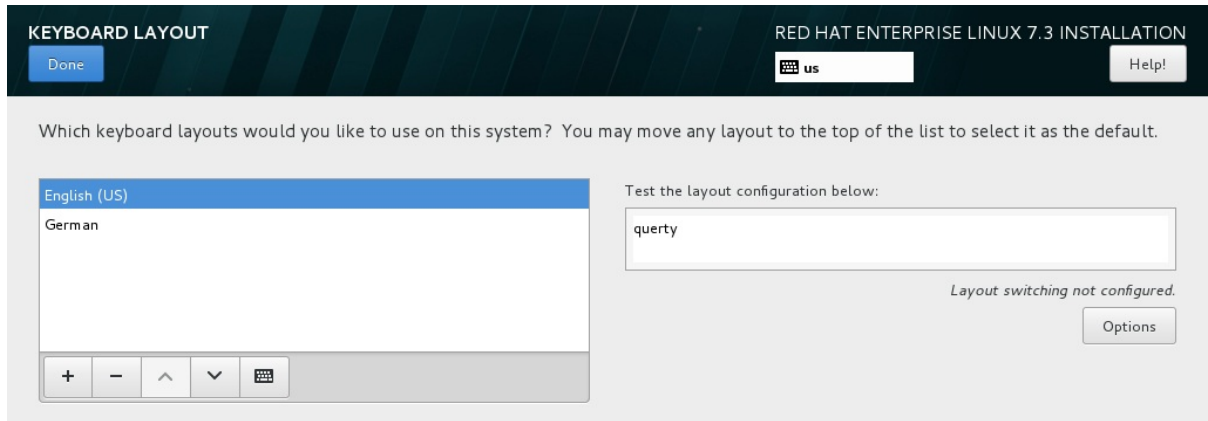 KEYBOARD LAYOUT
RED HAT ENTERPRISE LINUX 7.3 INSTALLATION
Done
us
Help!
Which keyboard layouts would you like to use on this system? You may move any layout to the top of the list to select it as the default.
English (US)
German
Test the layout configuration below:
querty
Layout switching not configured.
Options